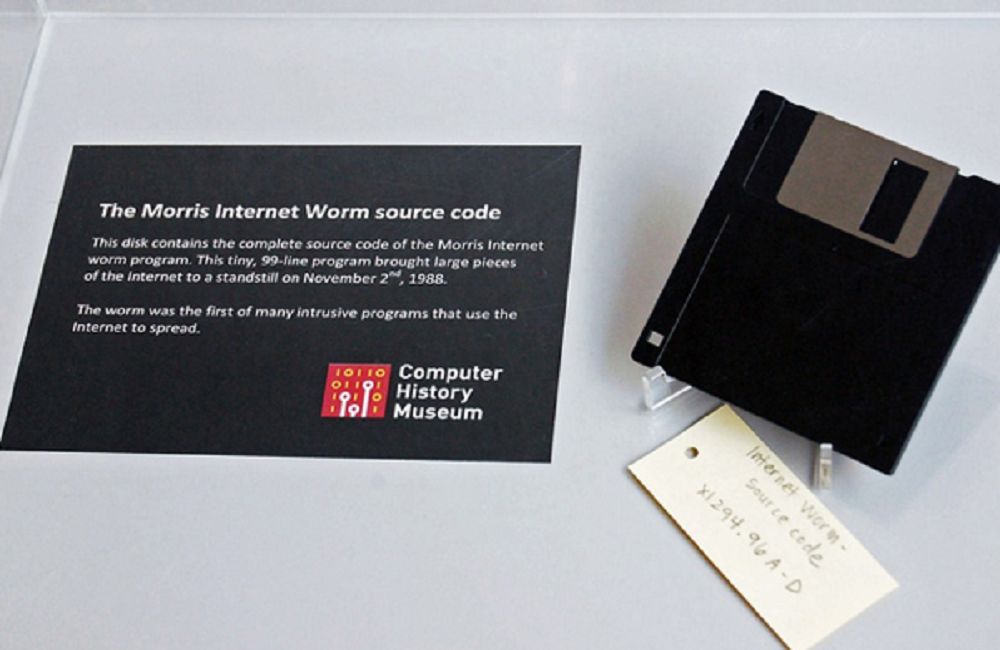 The Morris Internet Worm source code
This disk contains the complete source code of the Morris Internet
worm program. This tiny, 99-line program brought large pieces
of the Internet to a standstill on November 2nd, 1988.
The worm was the first of many intrusive programs that use the
Internet to spread.
10110
Computer
History
Museum
Internet Worm-
source code
X1294.96A-D